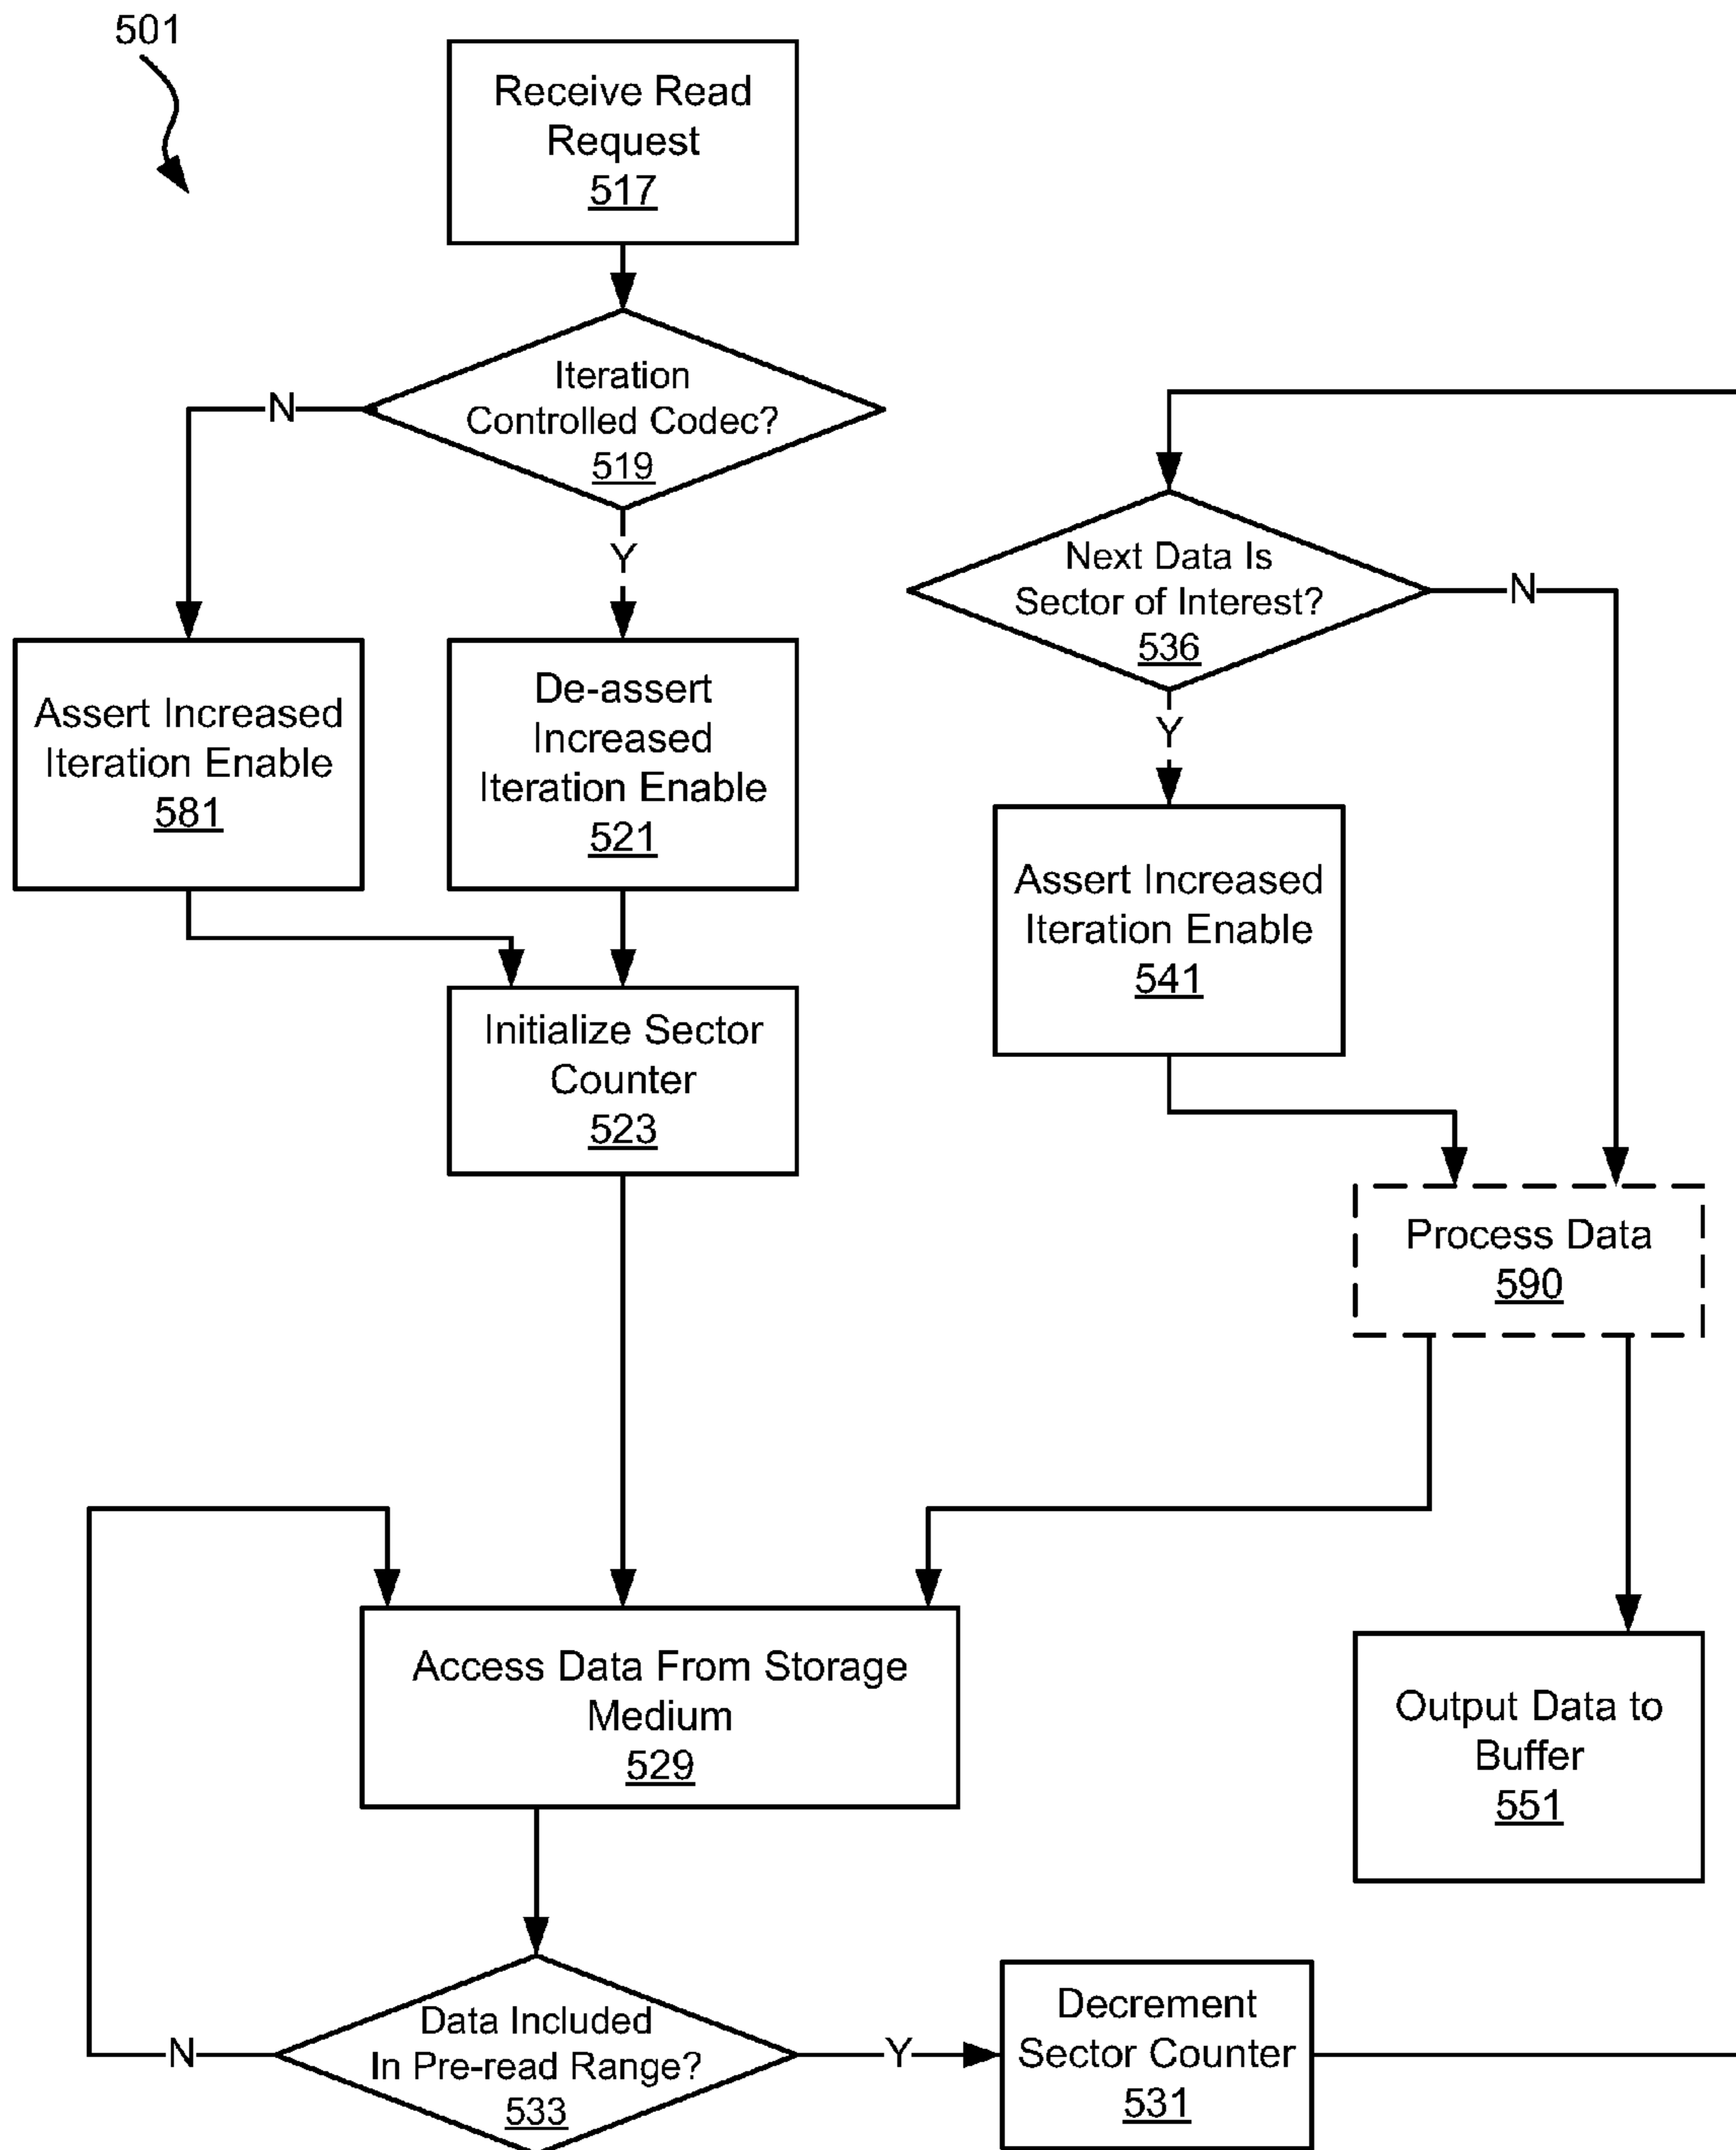 501
Receive Read
Request
517
Iteration
Controlled Codec?
519
N
Y
Assert Increased
Iteration Enable
581
De-assert
Increased
Iteration Enable
521
Initialize Sector
Counter
523
Next Data Is
Sector of Interest?
536
N
Y
Assert Increased
Iteration Enable
541
Process Data
590
Access Data From Storage
Medium
529
Output Data to
Buffer
551
Data Included
In Pre-read Range?
533
N
Y
Decrement
Sector Counter
531